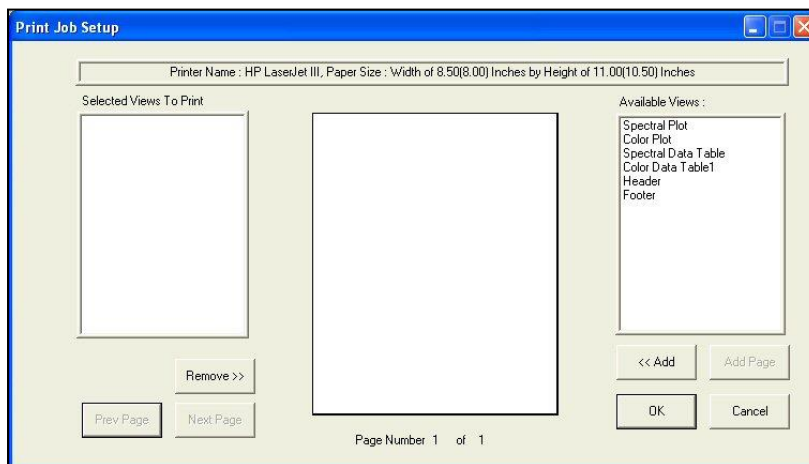 Print Job Setup
Printer Name : HP LaserJet III, Paper Size : Width of 8.50(8.00) Inches by Height of 11.00(10.50) Inches
Selected Views To Print
Available Views :
Spectral Plot
Color Plot
Spectral Data Table
Color Data Table1
Header
Footer
<< Add
Add Page
Remove >>
Prev Page
Next Page
OK
Cancel
Page Number 1 of 1